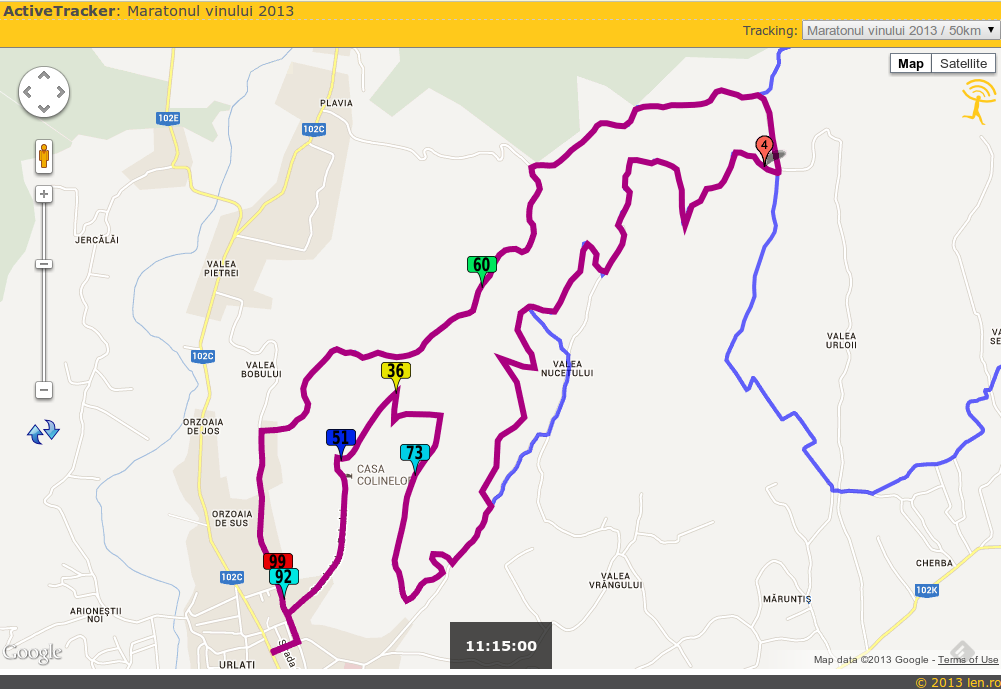 ActiveTracker: Maratonul vinului 2013
Tracking: Maratonul vinului 2013 / 50km
Map Satellite
PLAVIA
102E
102C
4
JERCĂLĂI
VALEA
PIETREI
60
102C
VALEA
BOBULUI
36
VALEA
NUCETULUI
VALEA
URLOII
VA
SE
ORZOAIA
DE JOS
51
73
CASA
COLINELOR
ORZOAIA
DE SUS
99
92
102C
VALEA
VRÂNGULUI
CHERBA
102K
MĂRUNȚIȘ
ARIONEȘTII
NOI
Strada
URLATI
11:15:00
Google
Map data ©2013 Google - Terms of Use
© 2013 len.ro